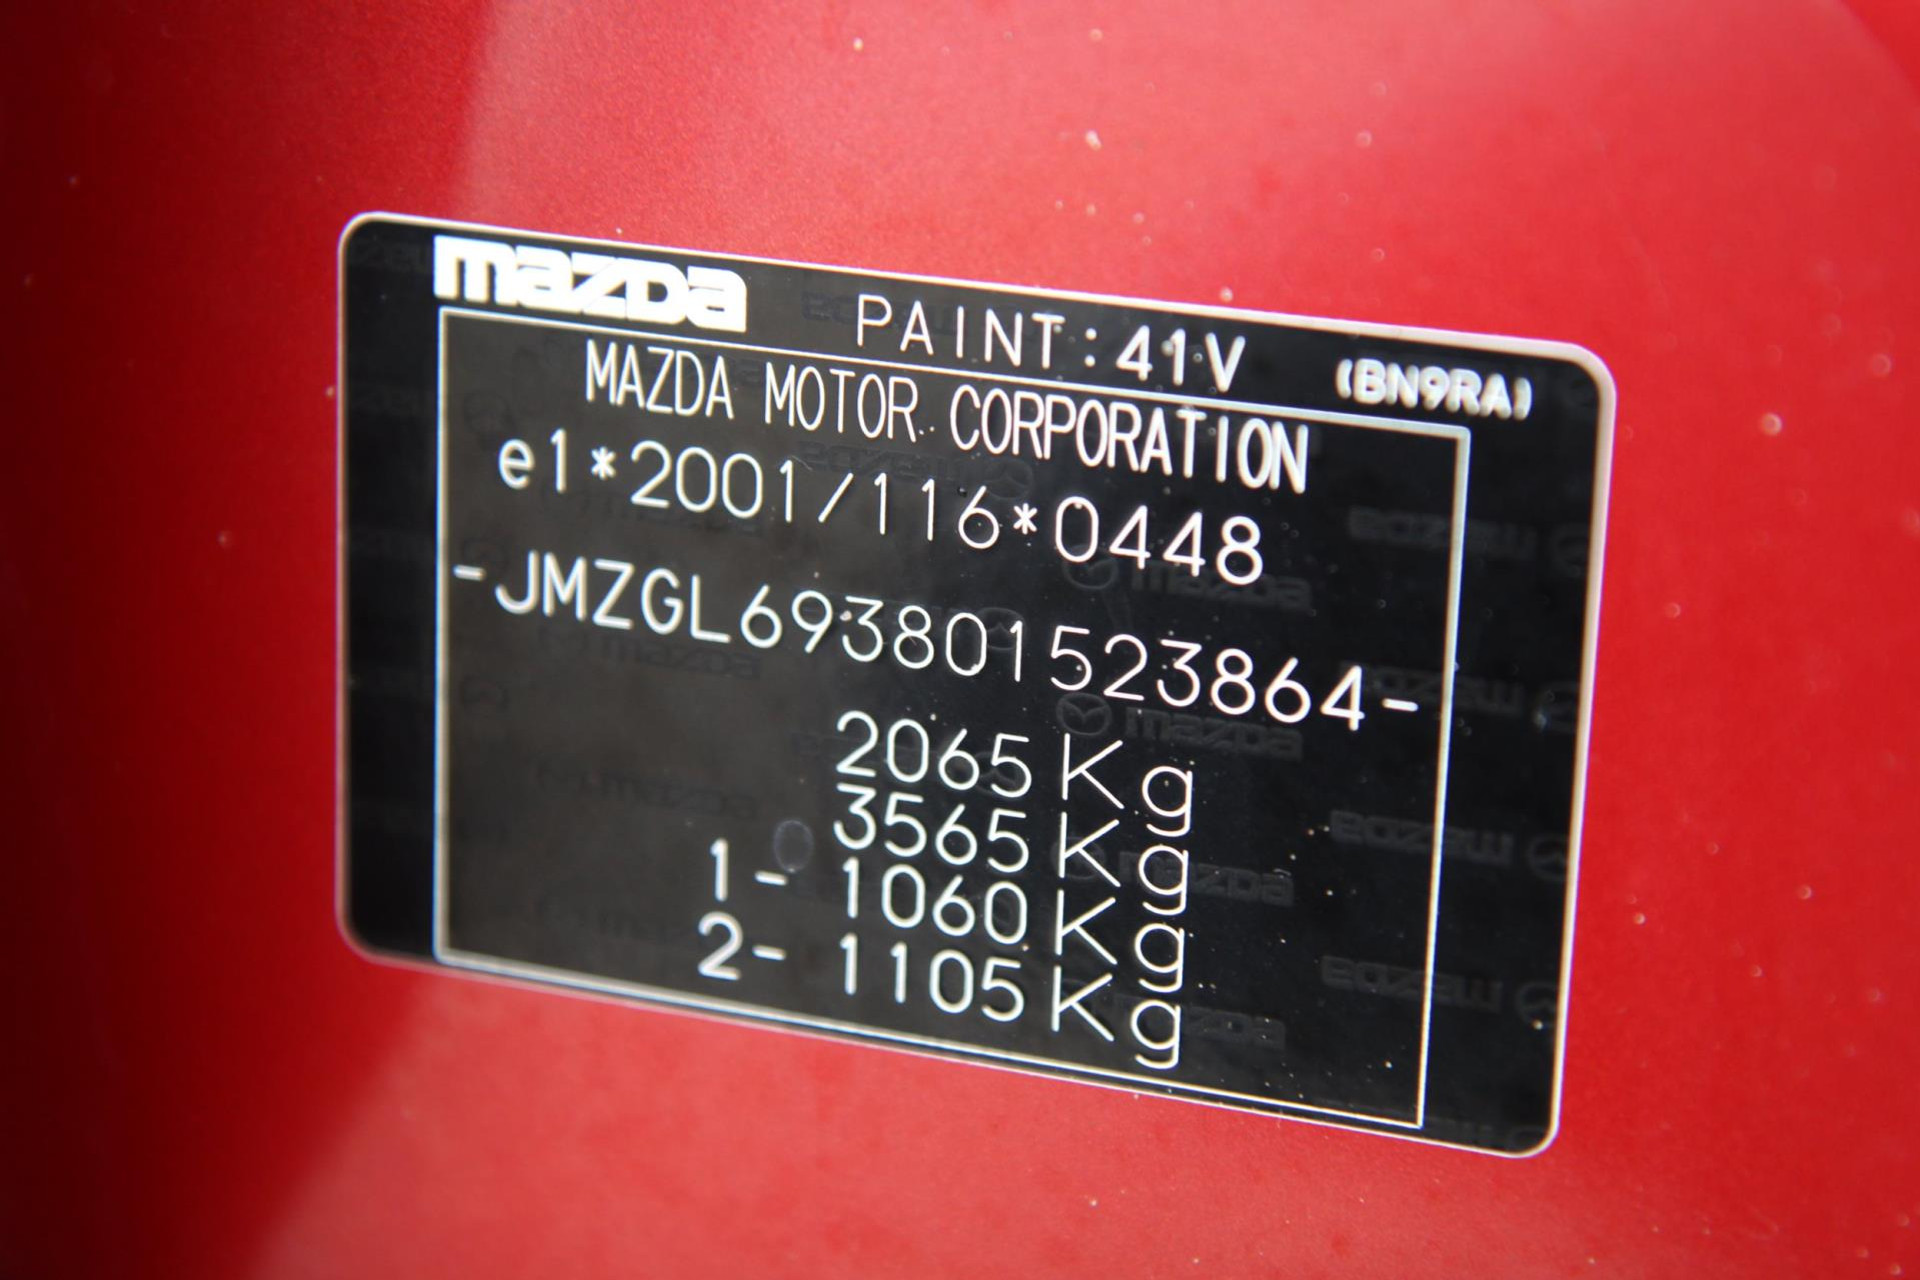 mazda PAINT:41V (BN9RA)
MAZDA MOTOR CORPORATION
e1*2001/116*0448
-JMZGL693801523864-
2065Kg
3565Kg
1- 1060Kg
2- 1105Kg